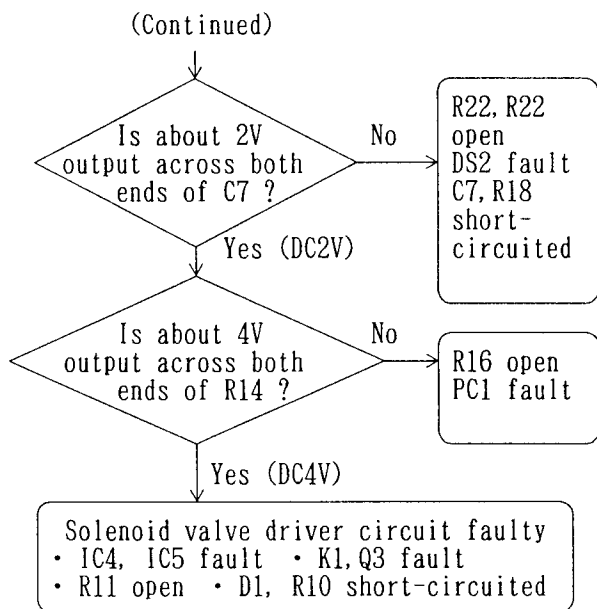 (Continued)
Is about 2V
output across both
ends of C7 ?
No
R22, R22
open
DS2 fault
C7, R18
short-
circuited
Yes (DC2V)
Is about 4V
output across both
ends of R14 ?
No
R16 open
PC1 fault
Yes (DC4V)
Solenoid valve driver circuit faulty
・ IC4, IC5 fault ・ K1, Q3 fault
・ R11 open ・ D1, R10 short-circuited